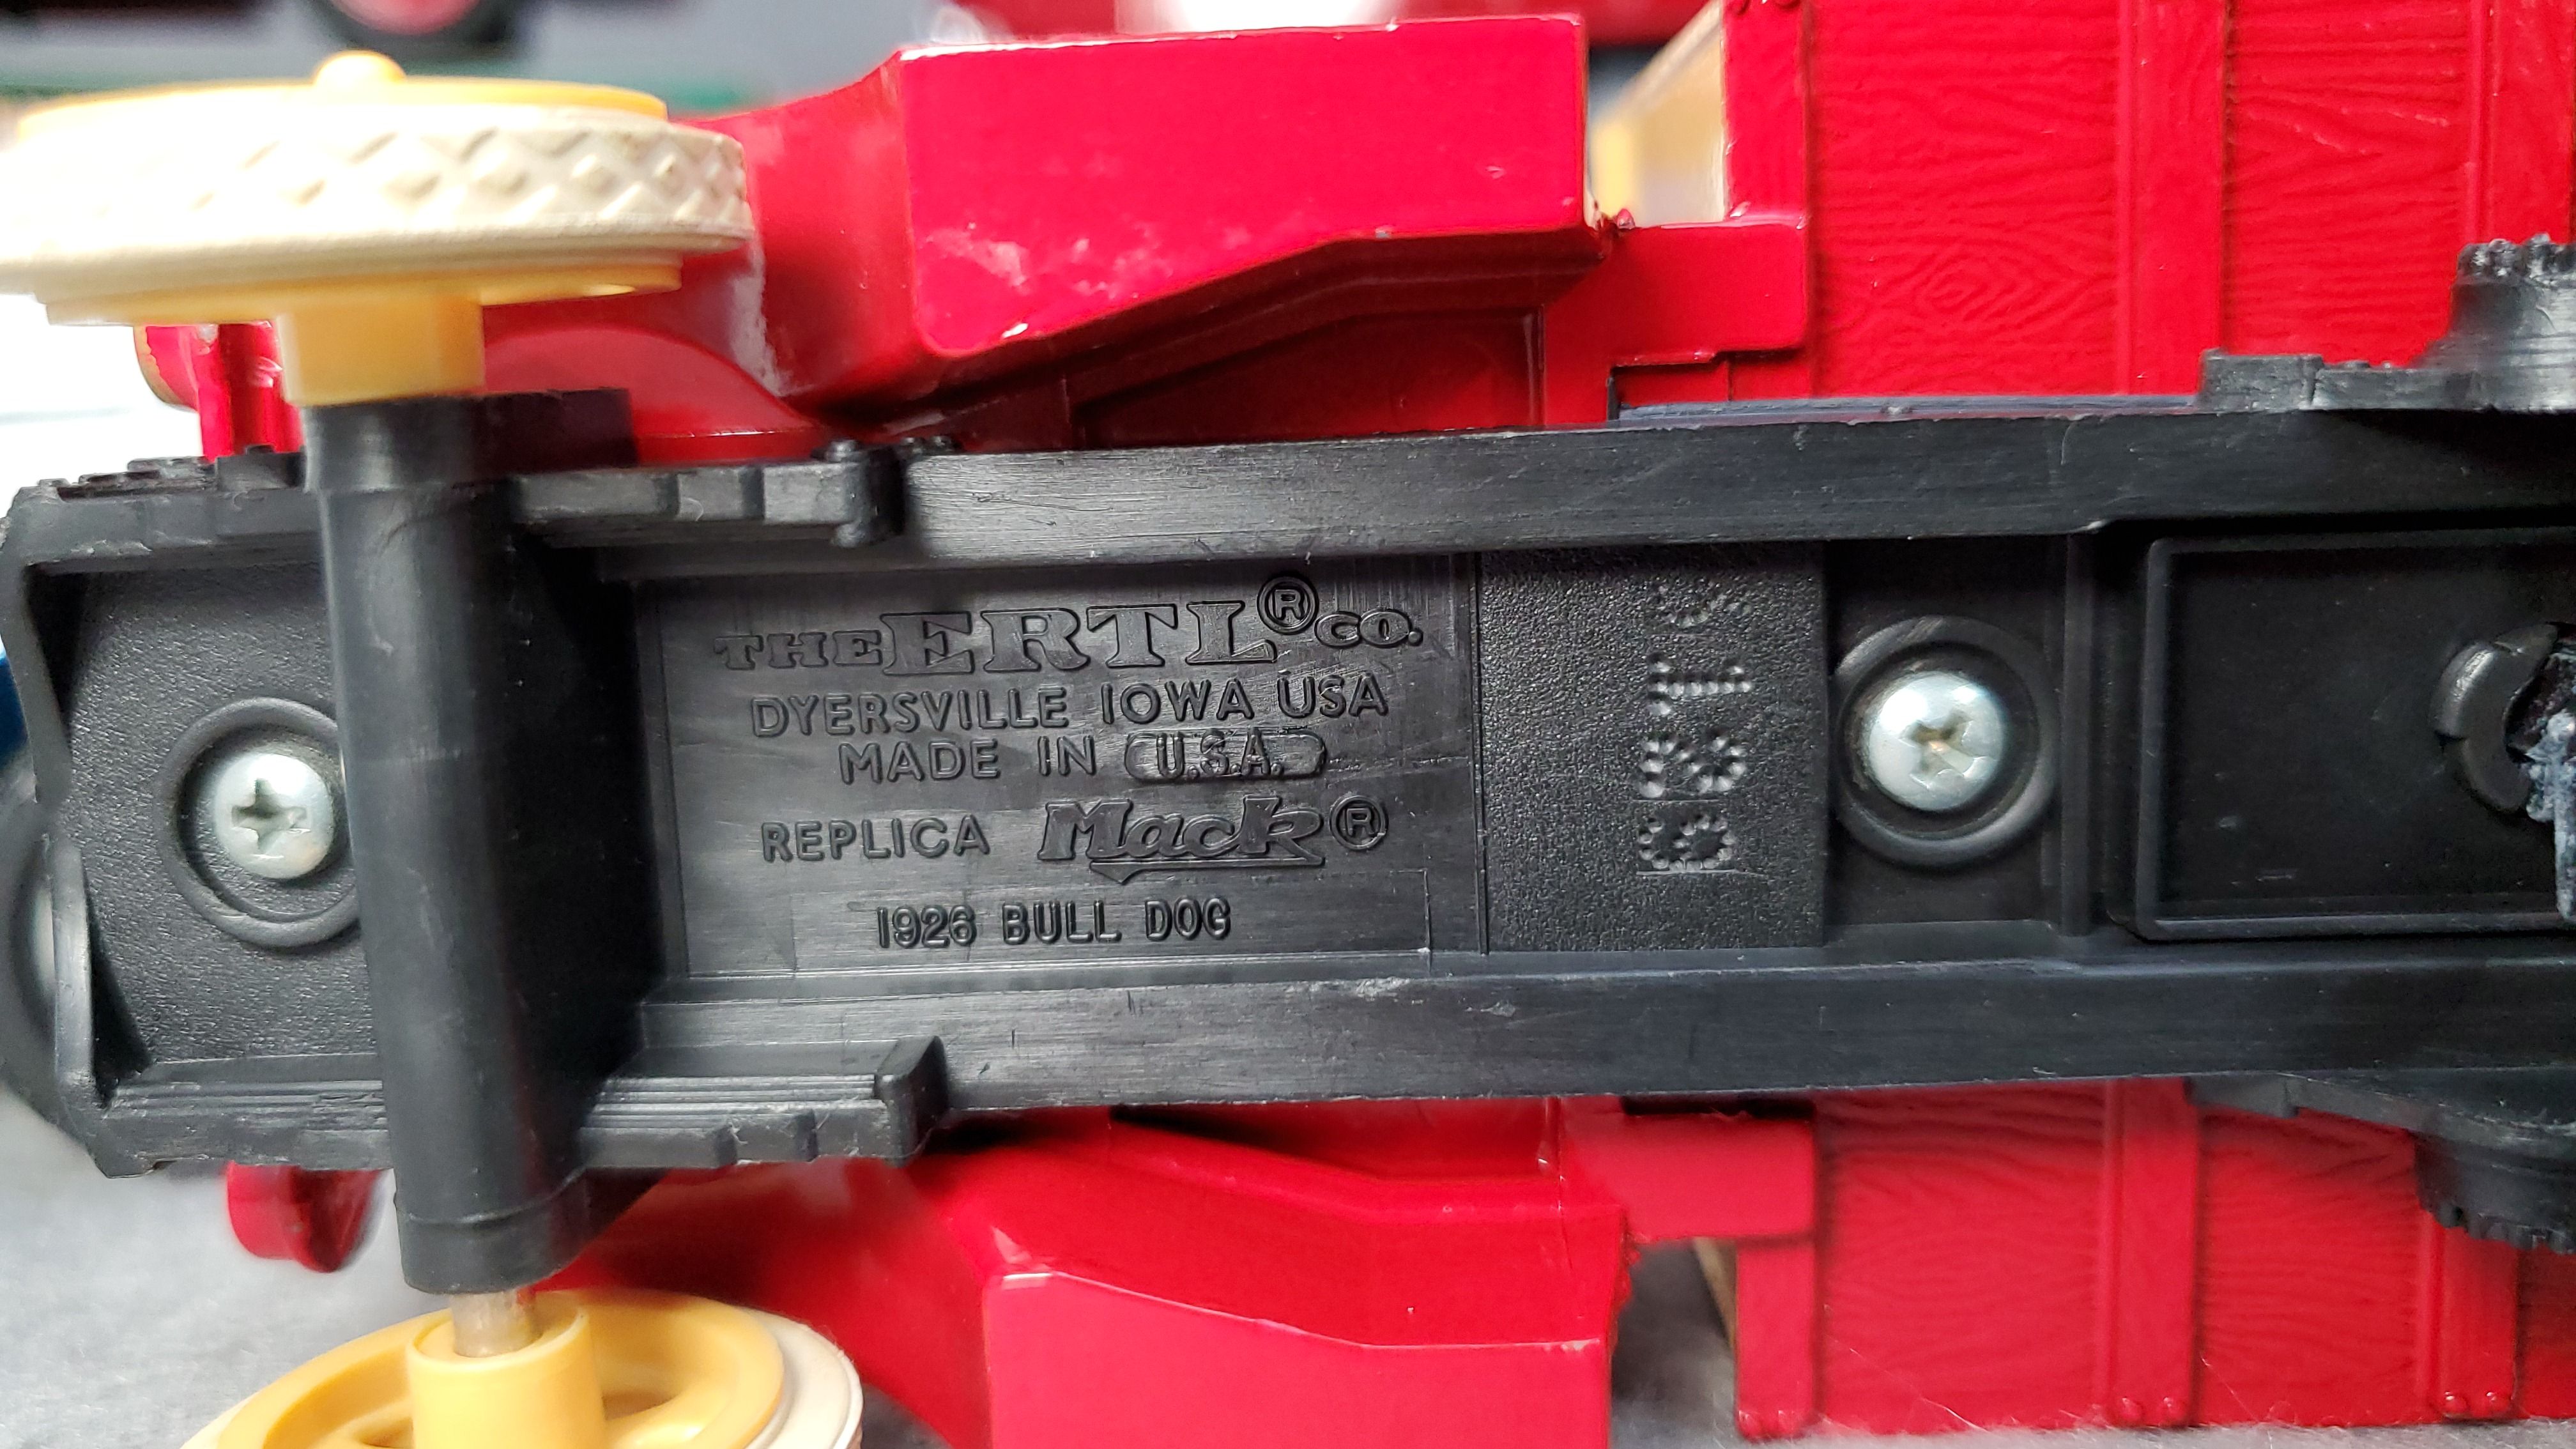 THE ERTL® CO.
DYERSVILLE IOWA USA
MADE IN U.S.A.
REPLICA Mack®
1926 BULL DOG